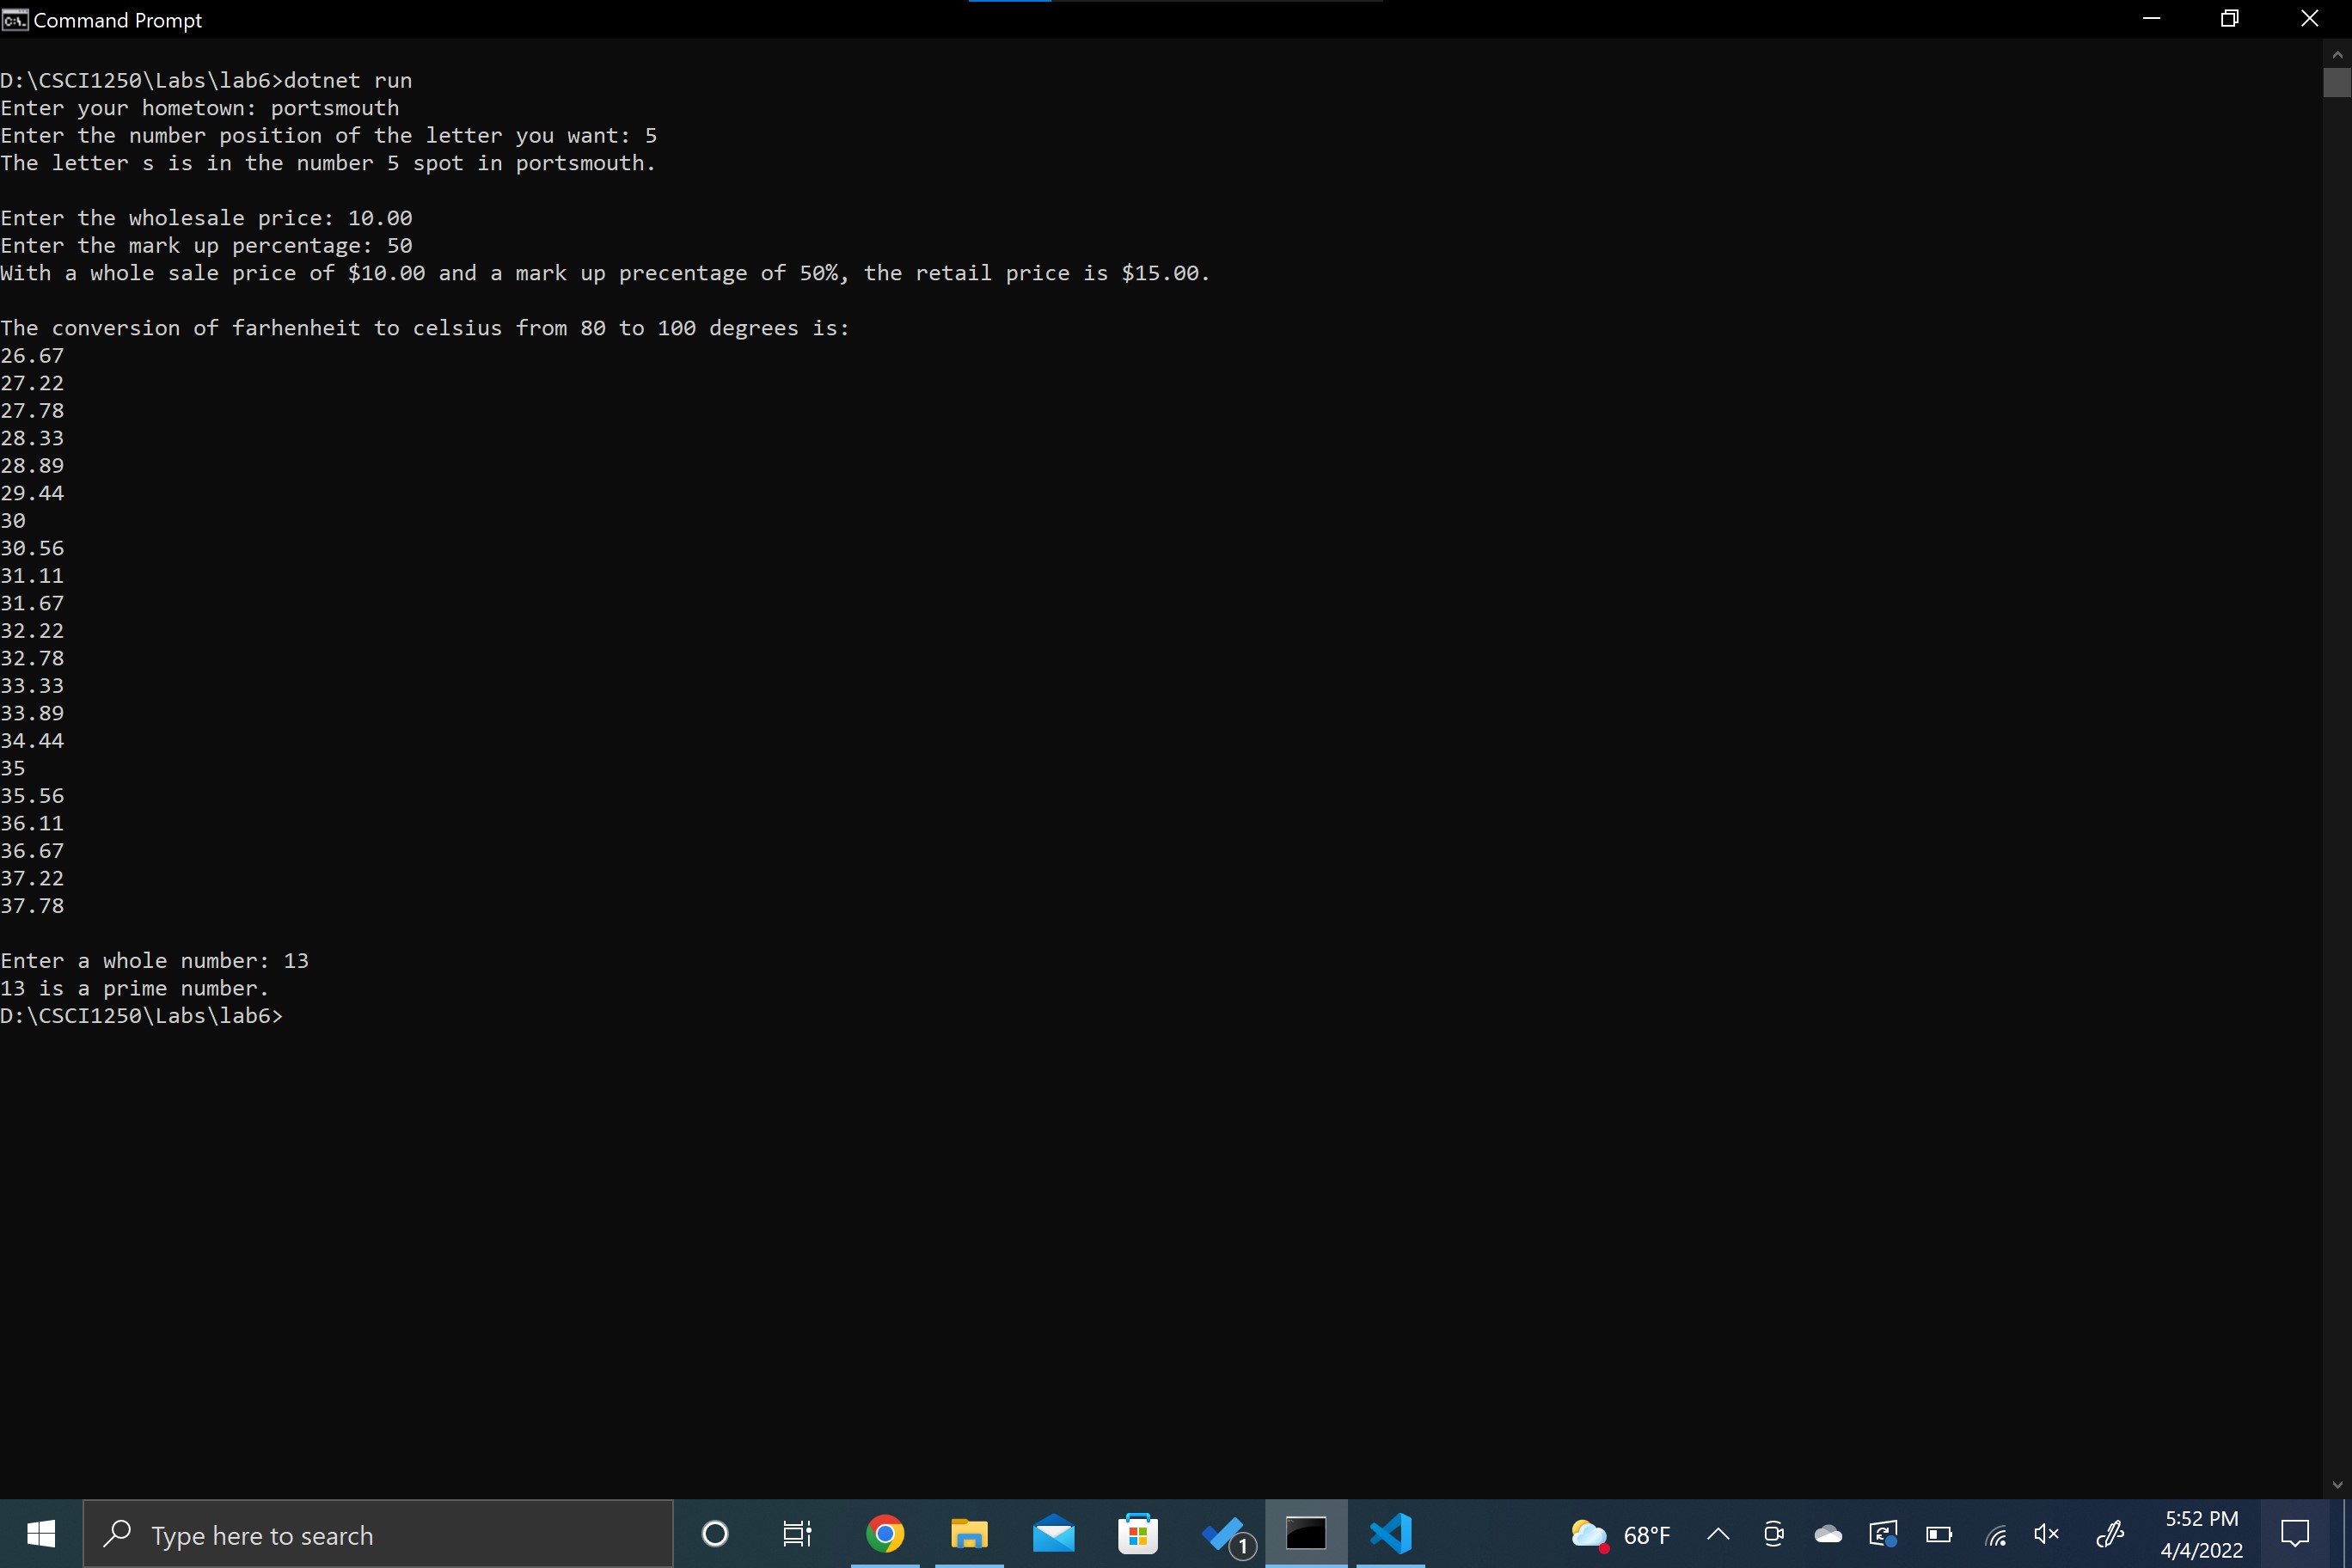 Command Prompt
D:\CSCI1250\Labs\lab6>dotnet run
Enter your hometown: portsmouth
Enter the number position of the letter you want: 5
The letter s is in the number 5 spot in portsmouth.
Enter the wholesale price: 10.00
Enter the mark up percentage: 50
With a whole sale price of $10.00 and a mark up precentage of 50%, the retail price is $15.00.
The conversion of farhenheit to celsius from 80 to 100 degrees is:
26.67
27.22
27.78
28.33
28.89
29.44
30
30.56
31.11
31.67
32.22
32.78
33.33
33.89
34.44
35
35.56
36.11
36.67
37.22
37.78
Enter a whole number: 13
13 is a prime number.
D:\CSCI1250\Labs\lab6>
Type here to search
1
68°F
5:52 PM
4/4/2022